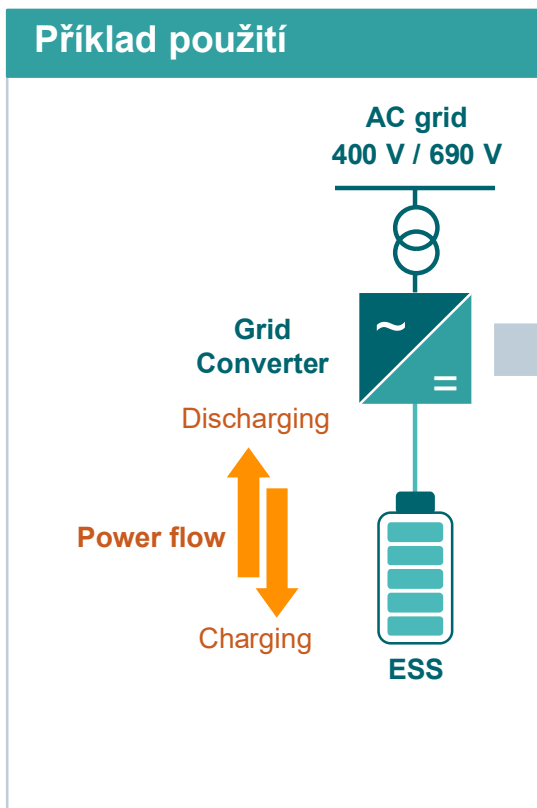 Příklad použití
AC grid
400 V / 690 V
~
=
Grid
Converter
Discharging
Power flow
Charging
ESS